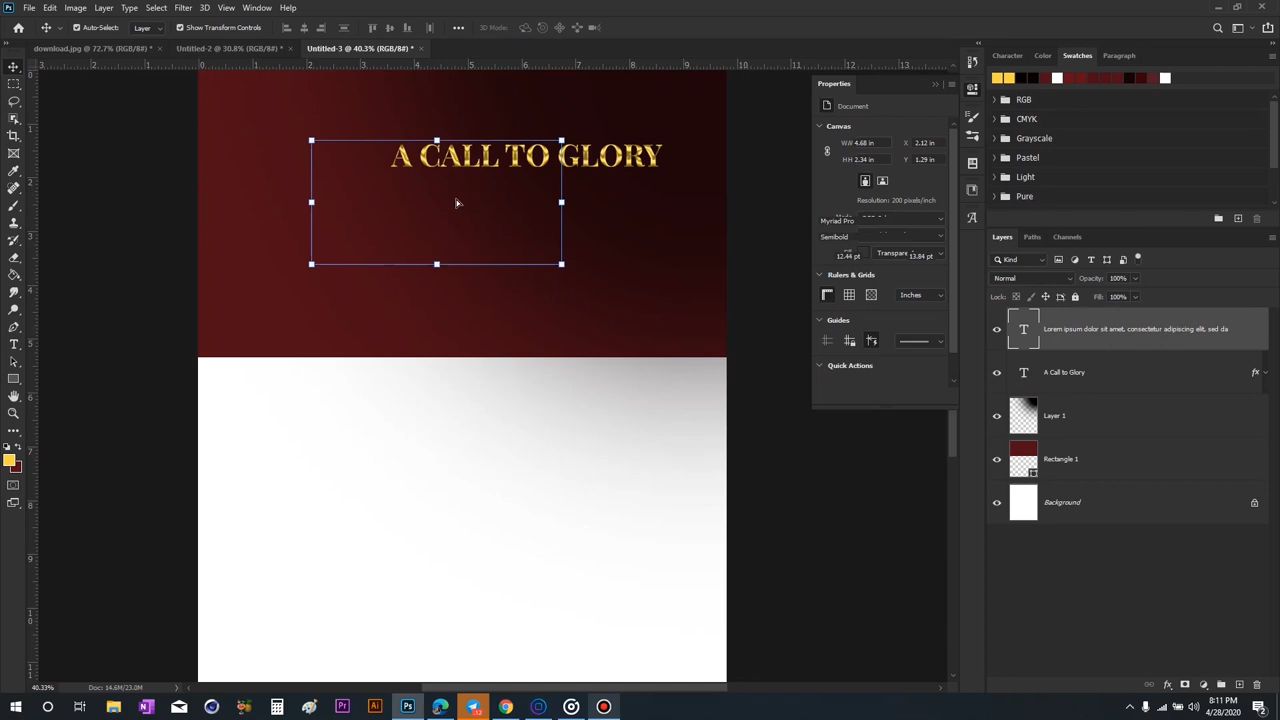 File Edit Image Layer Type Select Filter 3D View Window Help
Auto-Select: Layer Show Transform Controls 3D Mode:
download.jpg @ 72.7% (RGB/8#) * × Untitled-2 @ 30.8% (RGB/8#) * × Untitled-3 @ 40.3% (RGB/8#) * ×
Character Color Swatches Paragraph
RGB
CMYK
Grayscale
Pastel
Light
Pure
Properties
Document
Canvas
W 4.68 in X 2.12 in
H 2.34 in Y 1.29 in
Resolution: 200 pixels/inch
Myriad Pro
Semibold
Fill Transpare
12.44 pt 13.84 pt
Rulers & Grids
Inches
Guides
Quick Actions
A CALL TO GLORY
Layers Paths Channels
Kind
Normal Opacity: 100%
Lock: Fill: 100%
Lorem ipsum dolor sit amet, consectetur adipiscing elit, sed da
A Call to Glory fx
Layer 1
Rectangle 1
Background
40.33% Doc: 14.6M/23.0M
8:11 PM
4/28/2020